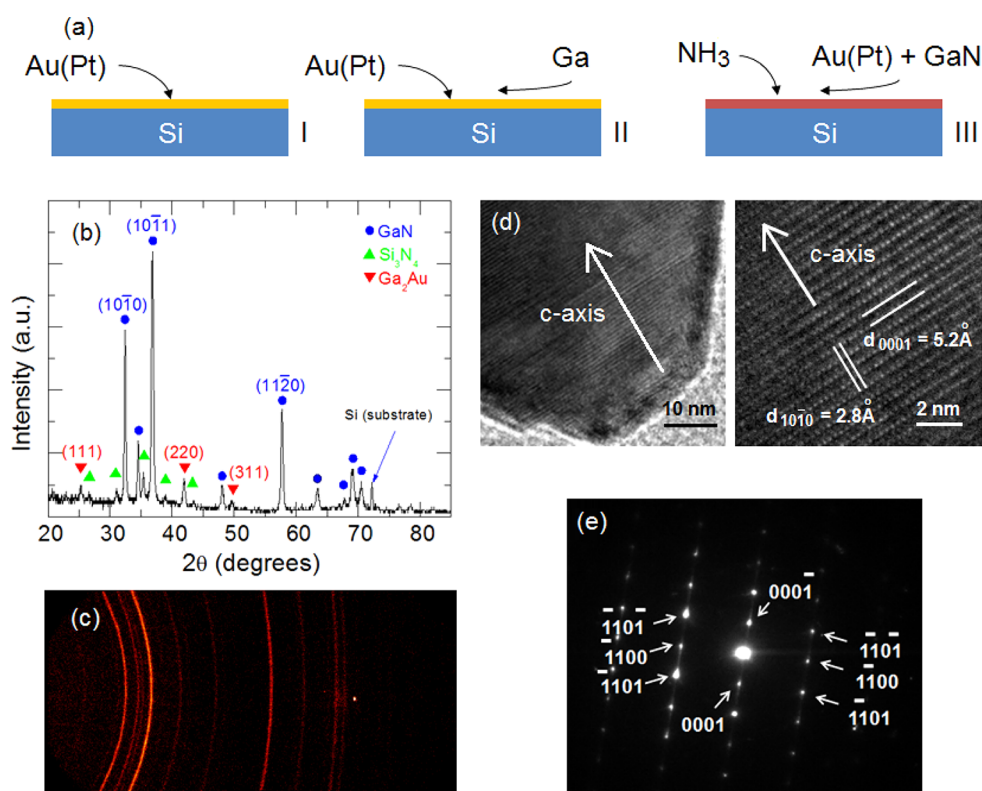 (a)
Au(Pt)
Si
I
Au(Pt)
Ga
Si
II
NH3
Au(Pt) + GaN
Si
III
(b)
(101̄1)
GaN
Si3N4
Ga2Au
(101̄0)
(112̄0)
Si (substrate)
(111)
(220)
(311)
Intensity (a.u.)
20 30 40 50 60 70 80
2θ (degrees)
(c)
(d)
c-axis
10 nm
c-axis
d0001 = 5.2Å
d101̄0 = 2.8Å
2 nm
(e)
0001̄
1̄101̄
1̄100
1̄101
0001
1̄101̄
1̄100
1̄101